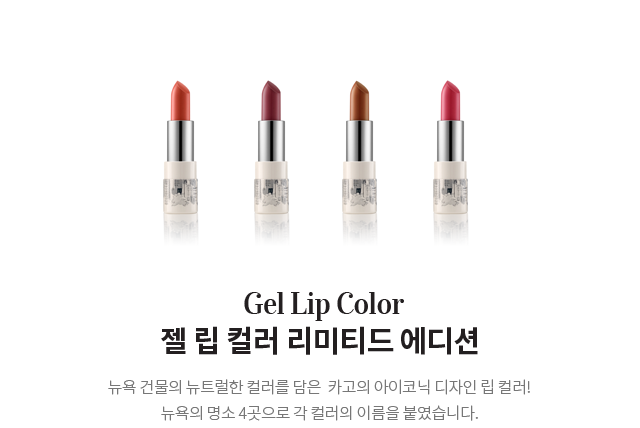 Gel Lip Color
젤 립 컬러 리미티드 에디션
뉴욕 건물의 뉴트럴한 컬러를 담은 카고의 아이코닉 디자인 립 컬러!
뉴욕의 명소 4곳으로 각 컬러의 이름을 붙였습니다.